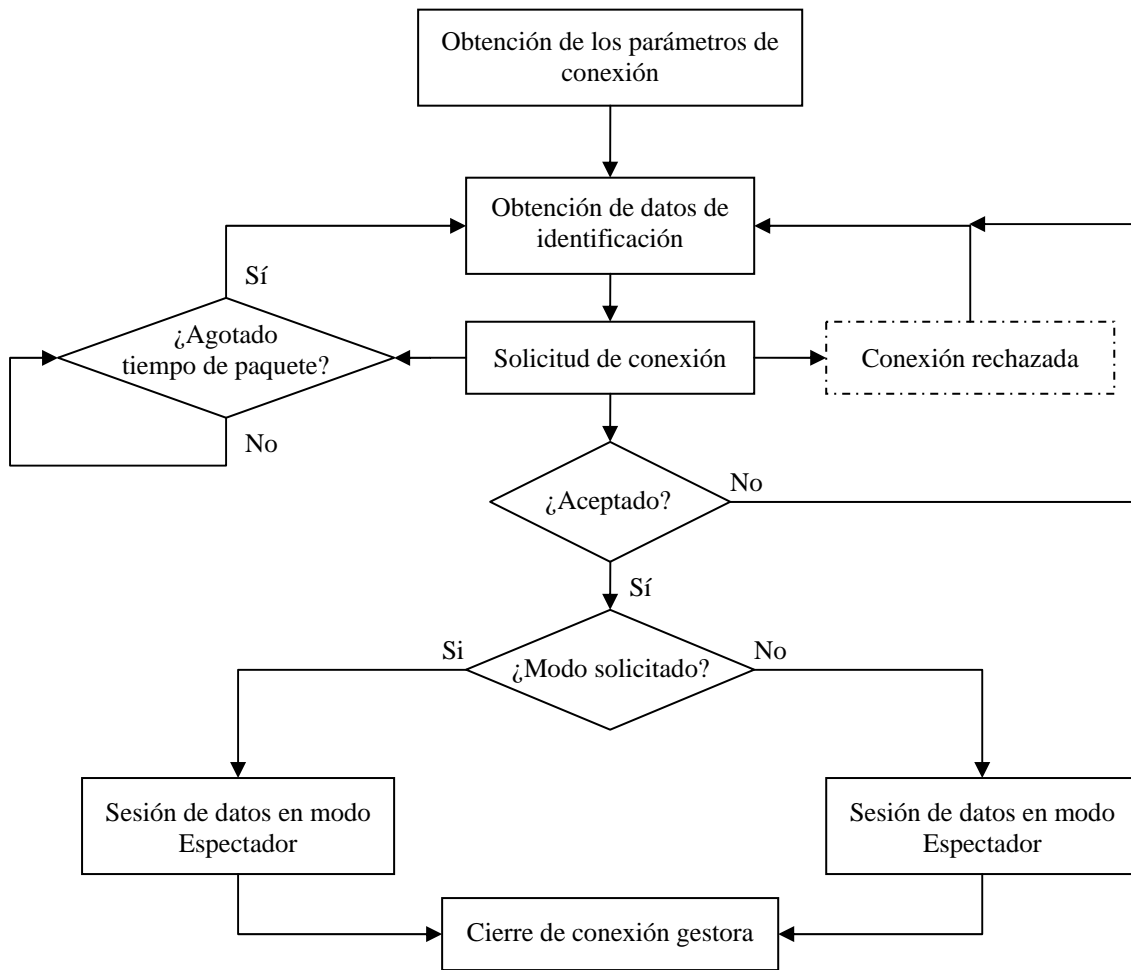 Obtención de los parámetros de
conexión
Obtención de datos de
identificación
Sí
¿Agotado
tiempo de paquete?
Solicitud de conexión
Conexión rechazada
No
¿Aceptado?
No
Sí
Si
¿Modo solicitado?
No
Sesión de datos en modo
Espectador
Sesión de datos en modo
Espectador
Cierre de conexión gestora